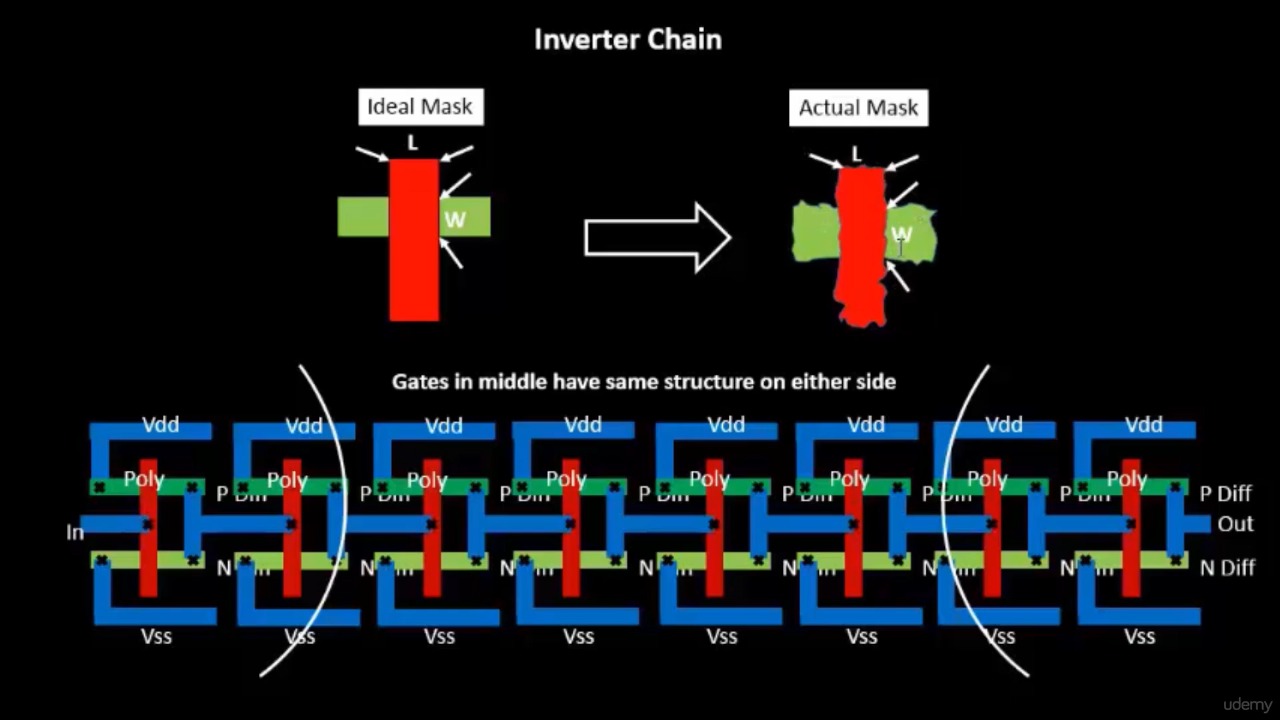 Inverter Chain
Ideal Mask
Actual Mask
L
L
W
W
Gates in middle have same structure on either side
Vdd Vdd Vdd Vdd Vdd Vdd Vdd Vdd
Poly Poly Poly Poly Poly Poly Poly Poly
P Diff P Diff P Diff P Diff P Diff P Diff P Diff P Diff
In Out
N Diff N Diff N Diff N Diff N Diff N Diff N Diff N Diff
Vss Vss Vss Vss Vss Vss Vss Vss
udemy